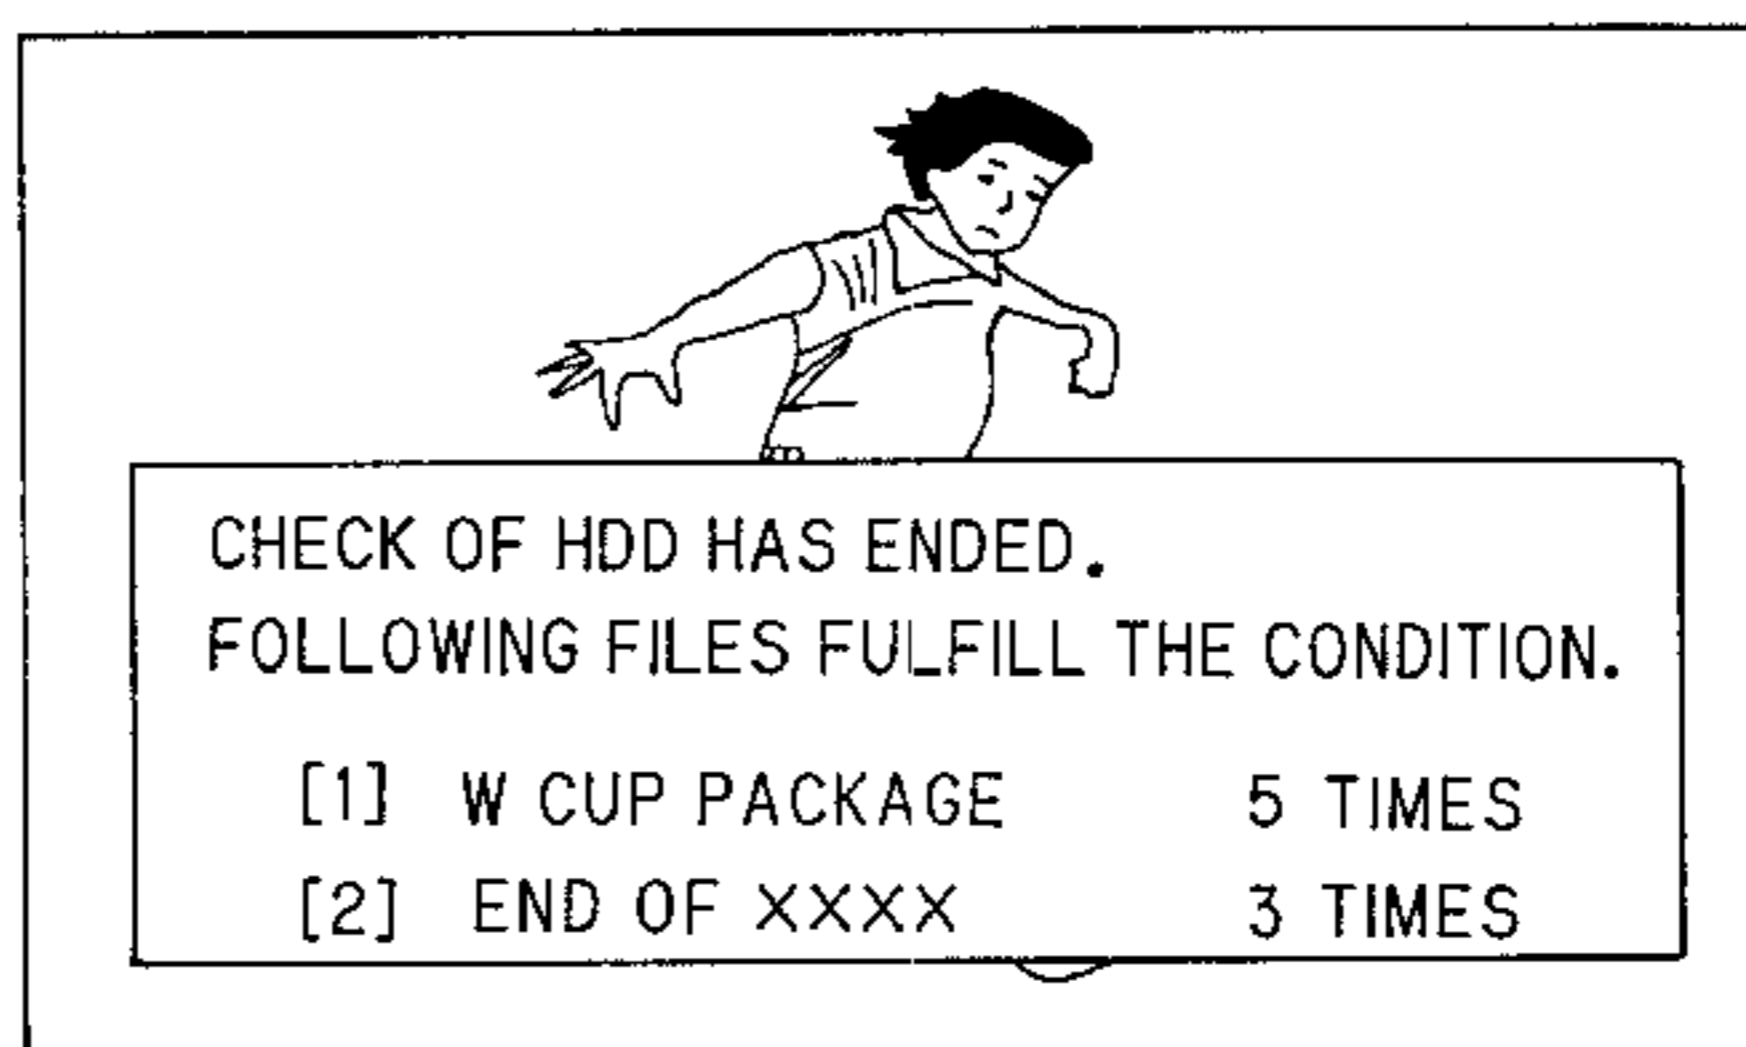 CHECK OF HDD HAS ENDED.
FOLLOWING FILES FULFILL THE CONDITION.
[1] W CUP PACKAGE 5 TIMES
[2] END OF XXXX 3 TIMES